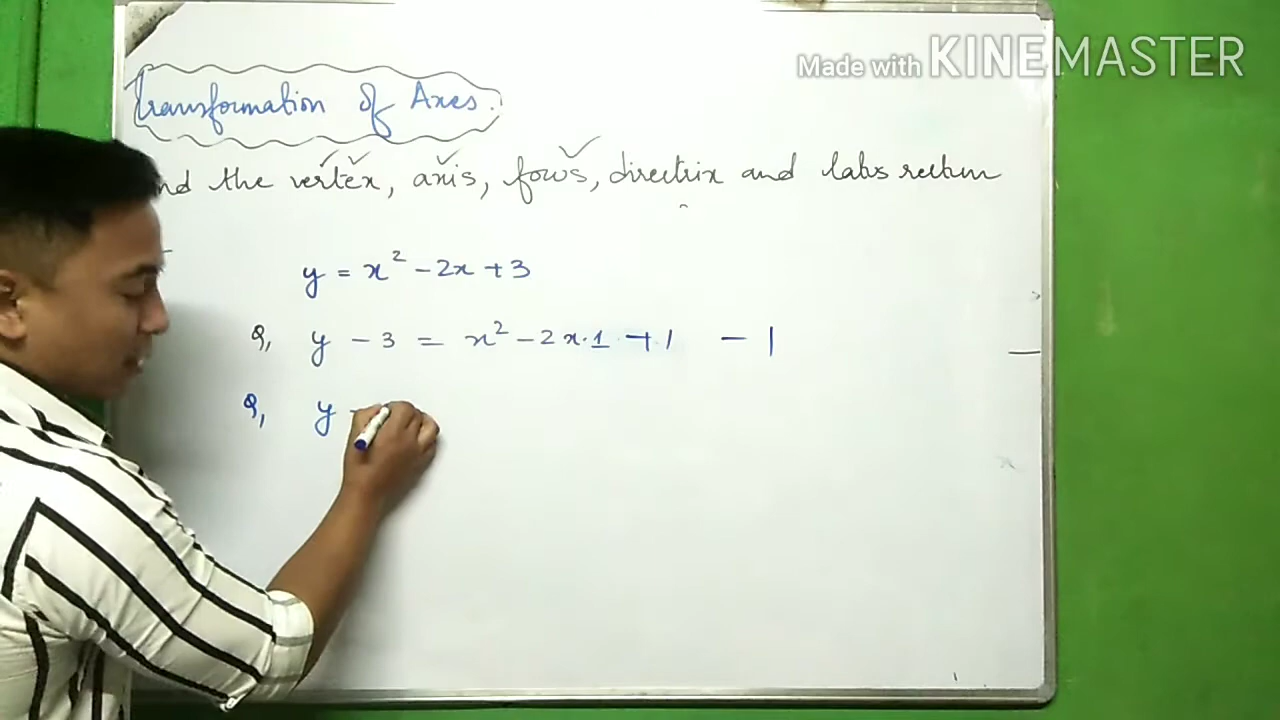 Made with KINEMASTER
Transformation of Axes.
nd the vertex, axis, focus, directrix and latus rectum
y = x² - 2x + 3
y - 3 = x² - 2x·1 + 1 - 1
y -